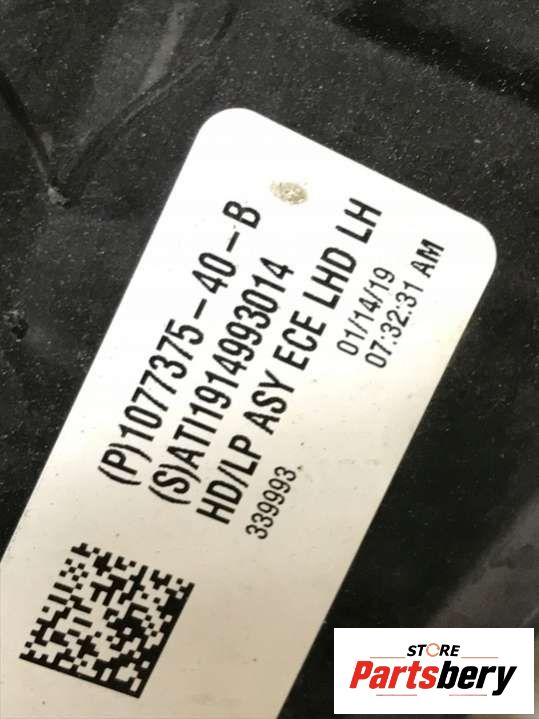 (P)1077375-40-B
(S)ATI1914993014
HD/LP ASY ECE LHD LH
339993 01/14/19
07:32:31 AM
STORE
Partsbery